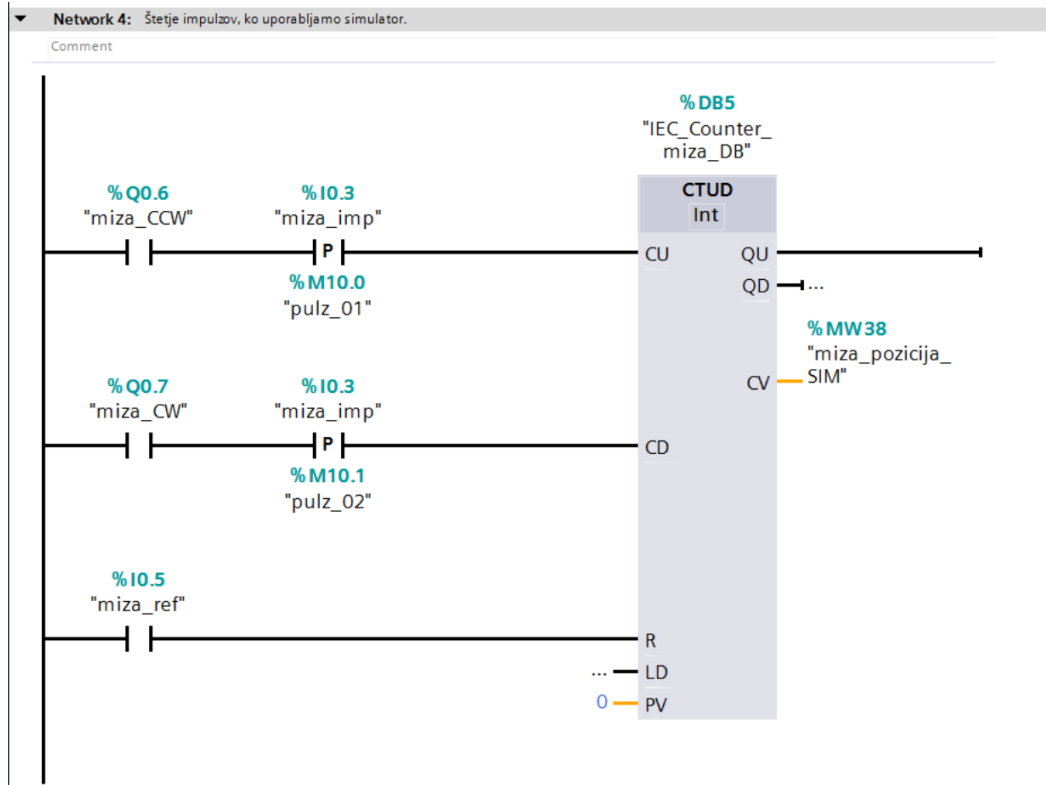 Network 4: Štetje impulzov, ko uporabljamo simulator.
Comment
%DB5
"IEC_Counter_
miza_DB"
CTUD
Int
%Q0.6
"miza_CCW"
%I0.3
"miza_imp"
P
%M10.0
"pulz_01"
CU
QU
QD
...
%MW38
"miza_pozicija_
SIM"
CV
%Q0.7
"miza_CW"
%I0.3
"miza_imp"
P
%M10.1
"pulz_02"
CD
%I0.5
"miza_ref"
R
... LD
0 PV